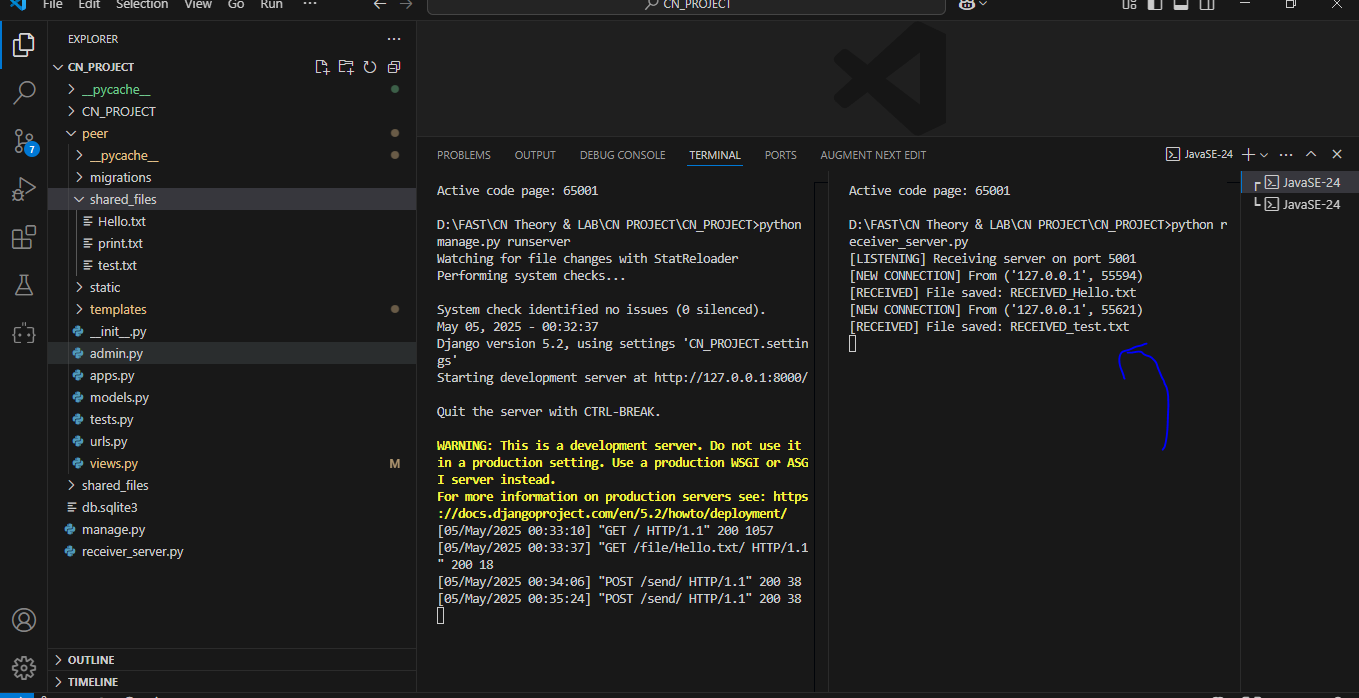 File Edit Selection View Go Run ···
CN_PROJECT
EXPLORER
CN_PROJECT
__pycache__
CN_PROJECT
peer
__pycache__
migrations
shared_files
Hello.txt
print.txt
test.txt
static
templates
__init__.py
admin.py
apps.py
models.py
tests.py
urls.py
views.py M
shared_files
db.sqlite3
manage.py
receiver_server.py
7
OUTLINE
TIMELINE
PROBLEMS OUTPUT DEBUG CONSOLE TERMINAL PORTS AUGMENT NEXT EDIT
JavaSE-24
Active code page: 65001
D:\FAST\CN Theory & LAB\CN PROJECT\CN_PROJECT>python
manage.py runserver
Watching for file changes with StatReloader
Performing system checks...
System check identified no issues (0 silenced).
May 05, 2025 - 00:32:37
Django version 5.2, using settings 'CN_PROJECT.settin
gs'
Starting development server at http://127.0.0.1:8000/
Quit the server with CTRL-BREAK.
WARNING: This is a development server. Do not use it
in a production setting. Use a production WSGI or ASG
I server instead.
For more information on production servers see: https
://docs.djangoproject.com/en/5.2/howto/deployment/
[05/May/2025 00:33:10] "GET / HTTP/1.1" 200 1057
[05/May/2025 00:33:37] "GET /file/Hello.txt/ HTTP/1.1
" 200 18
[05/May/2025 00:34:06] "POST /send/ HTTP/1.1" 200 38
[05/May/2025 00:35:24] "POST /send/ HTTP/1.1" 200 38
Active code page: 65001
D:\FAST\CN Theory & LAB\CN PROJECT\CN_PROJECT>python r
eceiver_server.py
[LISTENING] Receiving server on port 5001
[NEW CONNECTION] From ('127.0.0.1', 55594)
[RECEIVED] File saved: RECEIVED_Hello.txt
[NEW CONNECTION] From ('127.0.0.1', 55621)
[RECEIVED] File saved: RECEIVED_test.txt
JavaSE-24
JavaSE-24